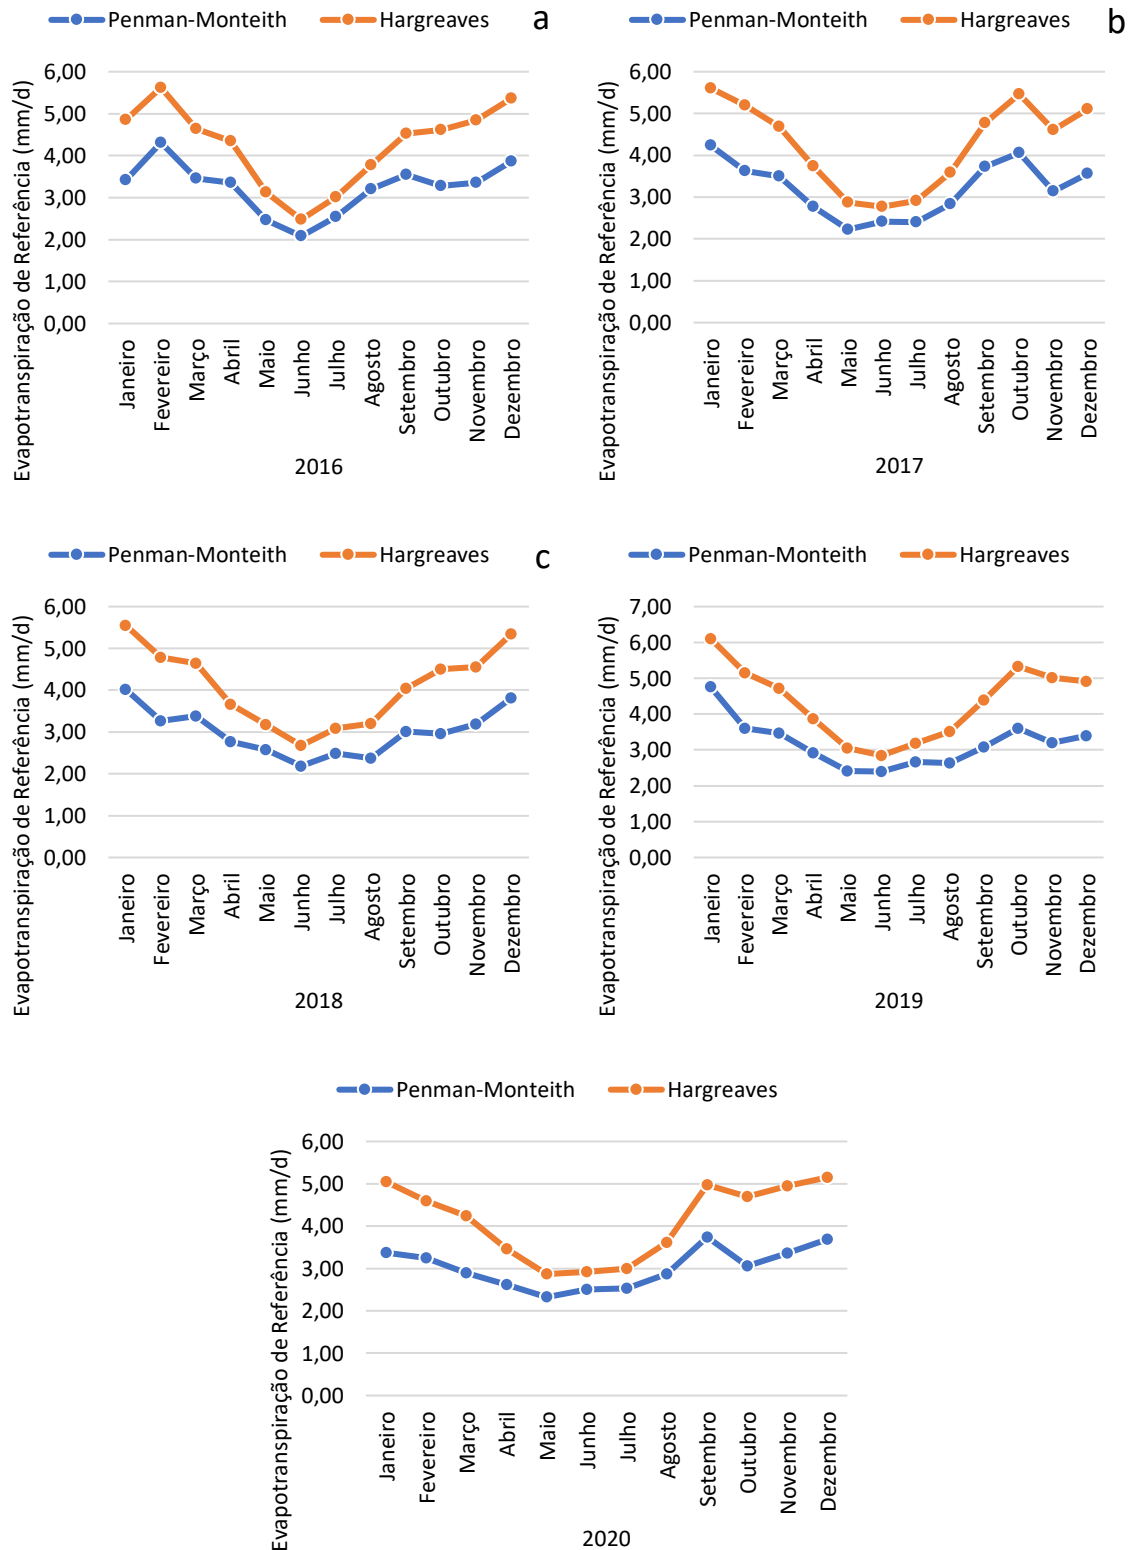 Penman-Monteith Hargreaves a
Evapotranspiração de Referência (mm/d)
6,00
5,00
4,00
3,00
2,00
1,00
0,00
Janeiro
Fevereiro
Março
Abril
Maio
Junho
Julho
Agosto
Setembro
Outubro
Novembro
Dezembro
2016
Penman-Monteith Hargreaves b
Evapotranspiração de Referência (mm/d)
6,00
5,00
4,00
3,00
2,00
1,00
0,00
Janeiro
Fevereiro
Março
Abril
Maio
Junho
Julho
Agosto
Setembro
Outubro
Novembro
Dezembro
2017
Penman-Monteith Hargreaves c
Evapotranspiração de Referência (mm/d)
6,00
5,00
4,00
3,00
2,00
1,00
0,00
Janeiro
Fevereiro
Março
Abril
Maio
Junho
Julho
Agosto
Setembro
Outubro
Novembro
Dezembro
2018
Penman-Monteith Hargreaves
Evapotranspiração de Referência (mm/d)
7,00
6,00
5,00
4,00
3,00
2,00
1,00
0,00
Janeiro
Fevereiro
Março
Abril
Maio
Junho
Julho
Agosto
Setembro
Outubro
Novembro
Dezembro
2019
Penman-Monteith Hargreaves
Evapotranspiração de Referência (mm/d)
6,00
5,00
4,00
3,00
2,00
1,00
0,00
Janeiro
Fevereiro
Março
Abril
Maio
Junho
Julho
Agosto
Setembro
Outubro
Novembro
Dezembro
2020